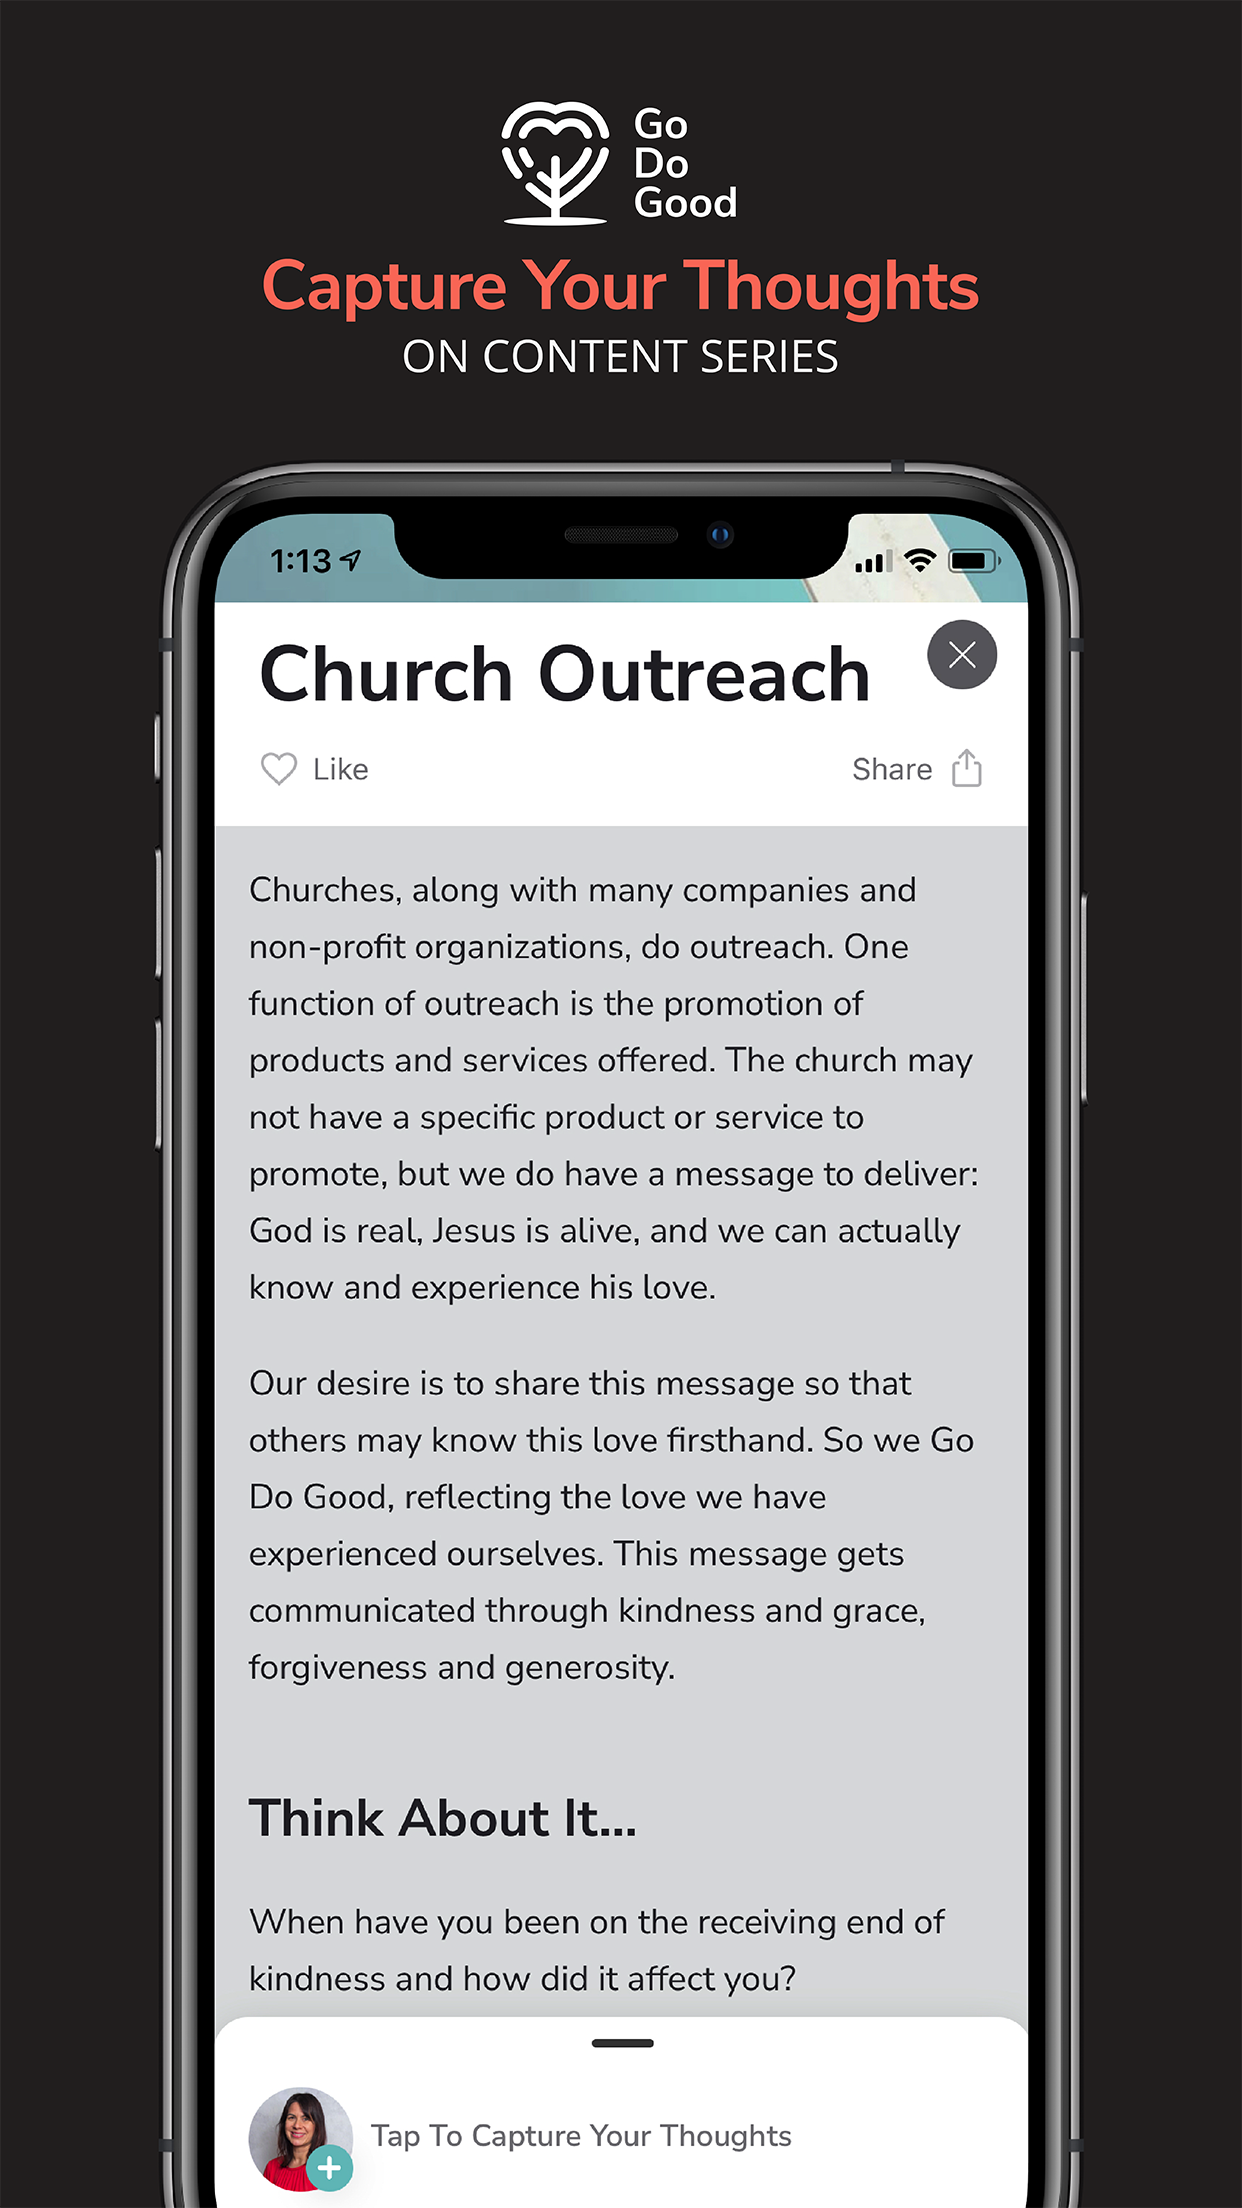 Go
Do
Good
Capture Your Thoughts
ON CONTENT SERIES
1:13
Church Outreach
Like
Share
Churches, along with many companies and
non-profit organizations, do outreach. One
function of outreach is the promotion of
products and services offered. The church may
not have a specific product or service to
promote, but we do have a message to deliver:
God is real, Jesus is alive, and we can actually
know and experience his love.
Our desire is to share this message so that
others may know this love firsthand. So we Go
Do Good, reflecting the love we have
experienced ourselves. This message gets
communicated through kindness and grace,
forgiveness and generosity.
Think About It...
When have you been on the receiving end of
kindness and how did it affect you?
Tap To Capture Your Thoughts